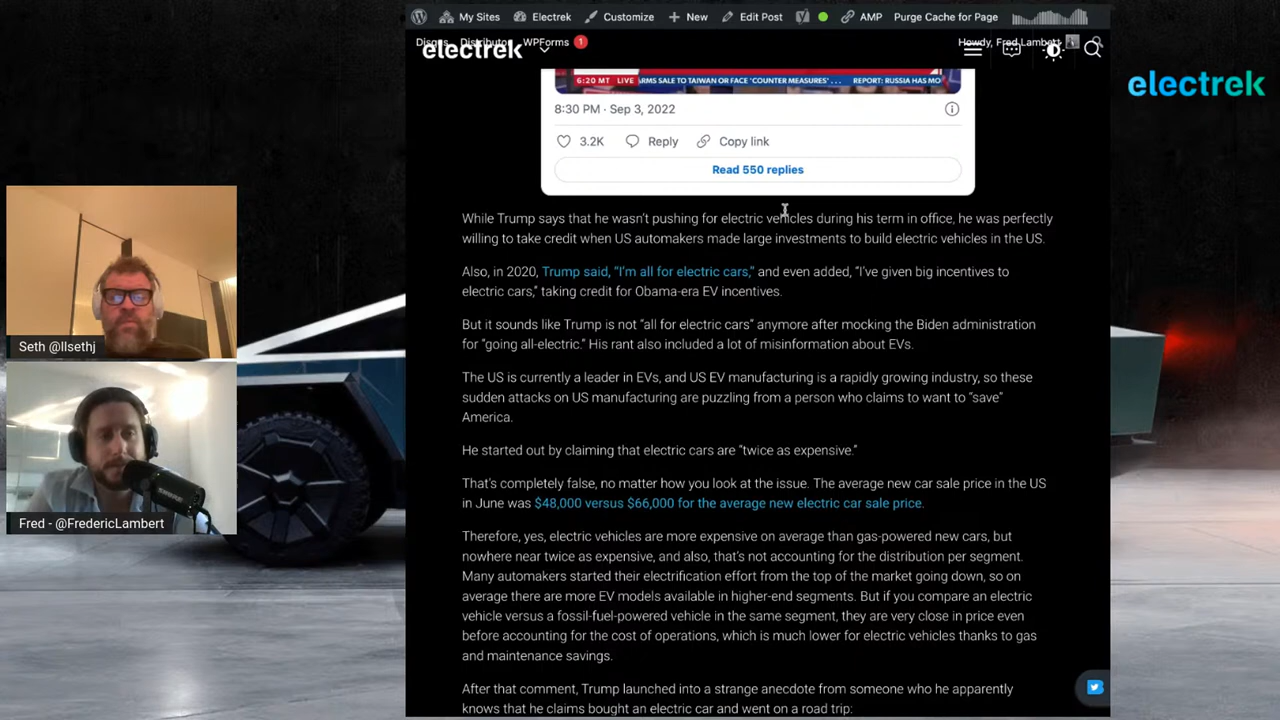 My Sites Electrek Customize + New Edit Post AMP Purge Cache for Page
Disqus Distributor WPForms 1 Howdy, Fred Lambert
electrek
electrek
6:20 MT LIVE ARMS SALE TO TAIWAN OR FACE 'COUNTER MEASURES'... REPORT: RUSSIA HAS MO
8:30 PM · Sep 3, 2022
3.2K Reply Copy link
Read 550 replies
While Trump says that he wasn't pushing for electric vehicles during his term in office, he was perfectly
willing to take credit when US automakers made large investments to build electric vehicles in the US.
Also, in 2020, Trump said, “I'm all for electric cars,” and even added, “I've given big incentives to
electric cars,” taking credit for Obama-era EV incentives.
But it sounds like Trump is not “all for electric cars” anymore after mocking the Biden administration
for “going all-electric.” His rant also included a lot of misinformation about EVs.
The US is currently a leader in EVs, and US EV manufacturing is a rapidly growing industry, so these
sudden attacks on US manufacturing are puzzling from a person who claims to want to “save”
America.
He started out by claiming that electric cars are “twice as expensive.”
That's completely false, no matter how you look at the issue. The average new car sale price in the US
in June was $48,000 versus $66,000 for the average new electric car sale price.
Therefore, yes, electric vehicles are more expensive on average than gas-powered new cars, but
nowhere near twice as expensive, and also, that's not accounting for the distribution per segment.
Many automakers started their electrification effort from the top of the market going down, so on
average there are more EV models available in higher-end segments. But if you compare an electric
vehicle versus a fossil-fuel-powered vehicle in the same segment, they are very close in price even
before accounting for the cost of operations, which is much lower for electric vehicles thanks to gas
and maintenance savings.
After that comment, Trump launched into a strange anecdote from someone who he apparently
knows that he claims bought an electric car and went on a road trip:
Seth @llsethj
Fred - @FredericLambert